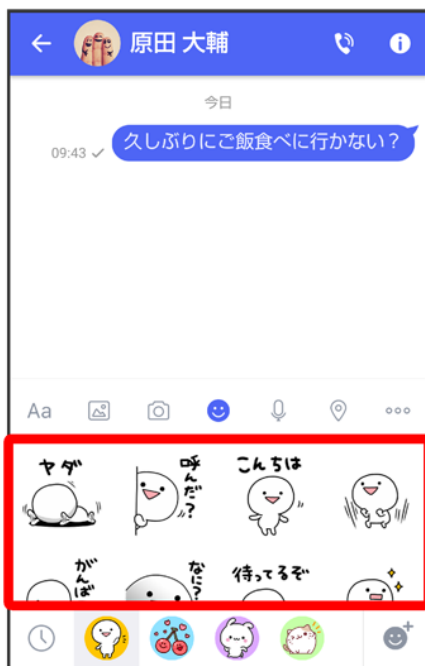 原田 大輔
今日
久しぶりにご飯食べに行かない？
09:43
Aa
ヤダ
呼んだ?
こんちは
がんば
なに?
待ってるぞ